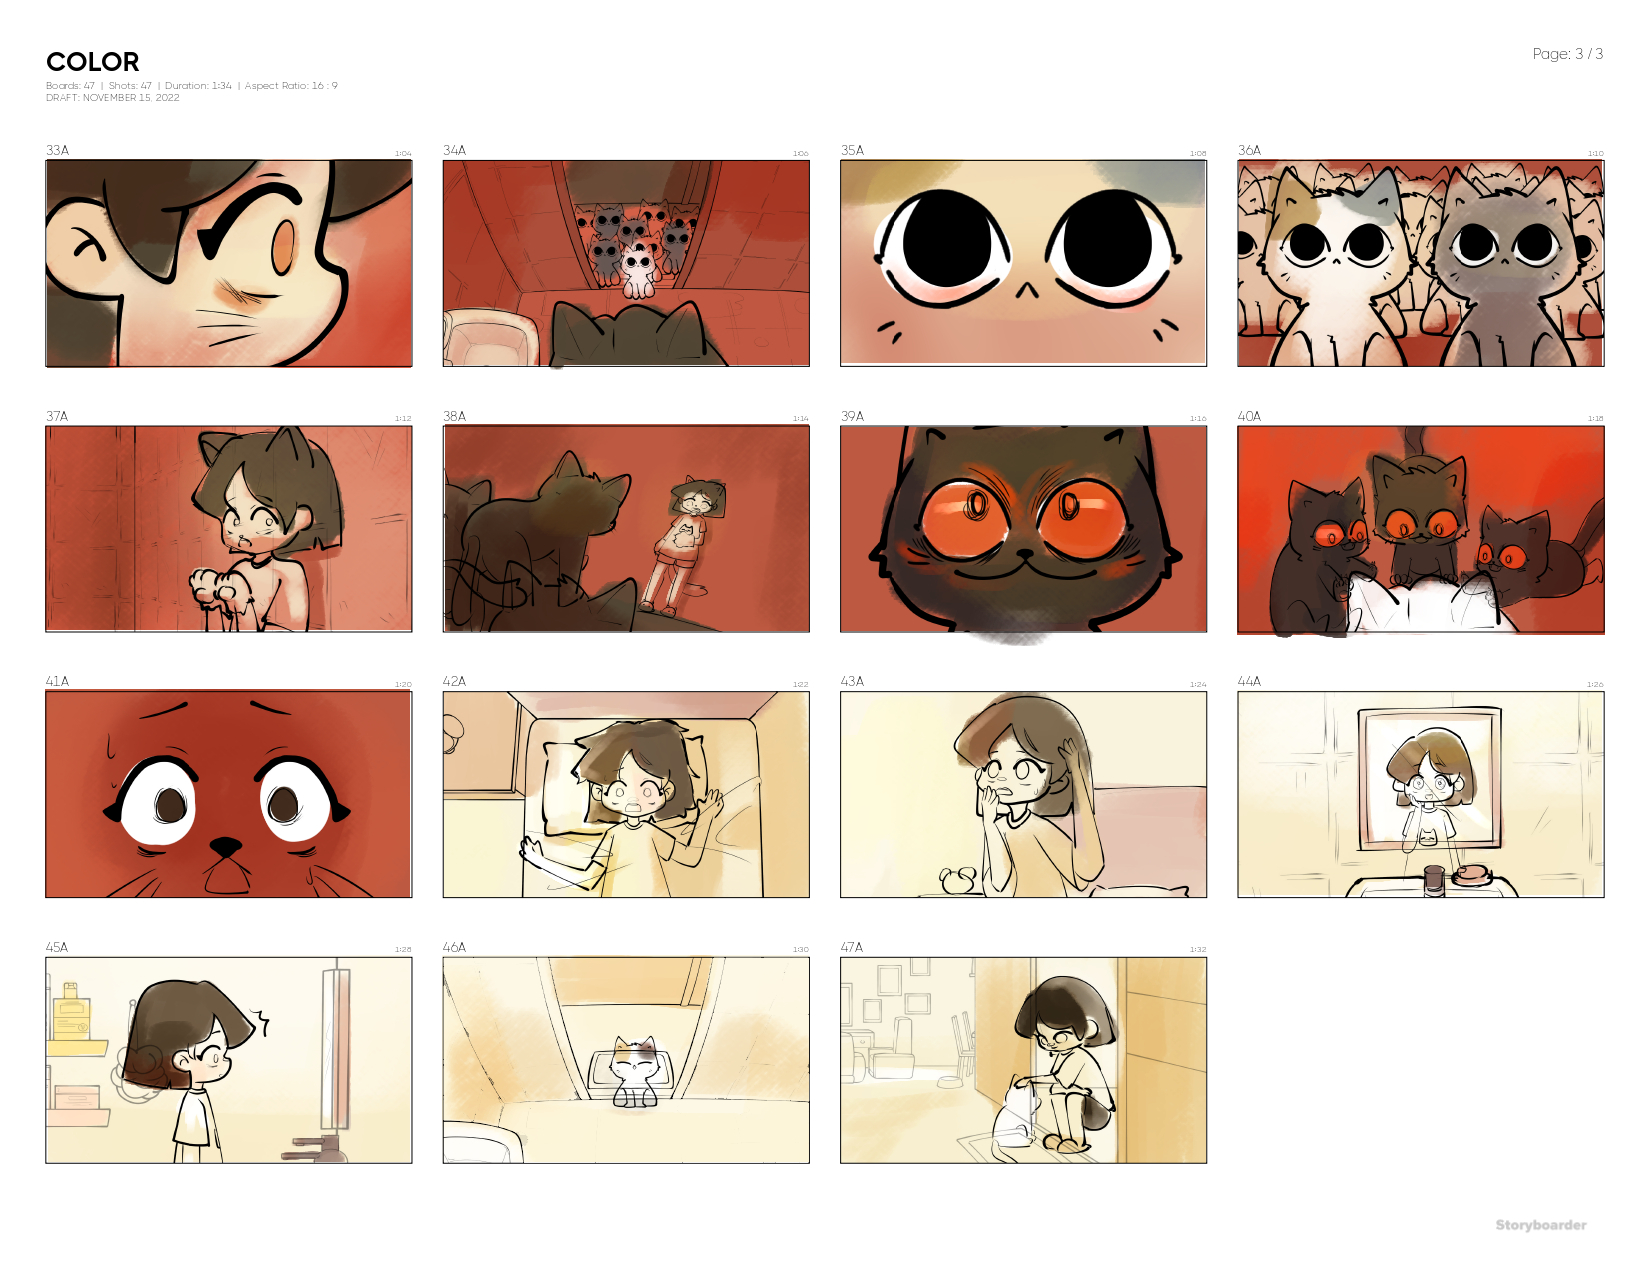 COLOR
Page: 3 / 3
Boards: 47 | Shots: 47 | Duration: 1:34 | Aspect Ratio: 16 : 9
DRAFT: NOVEMBER 15, 2022
33A 1:04
34A 1:06
35A 1:08
36A 1:10
37A 1:12
38A 1:14
39A 1:16
40A 1:18
41A 1:20
42A 1:22
43A 1:24
44A 1:26
45A 1:28
46A 1:30
47A 1:32
Storyboarder